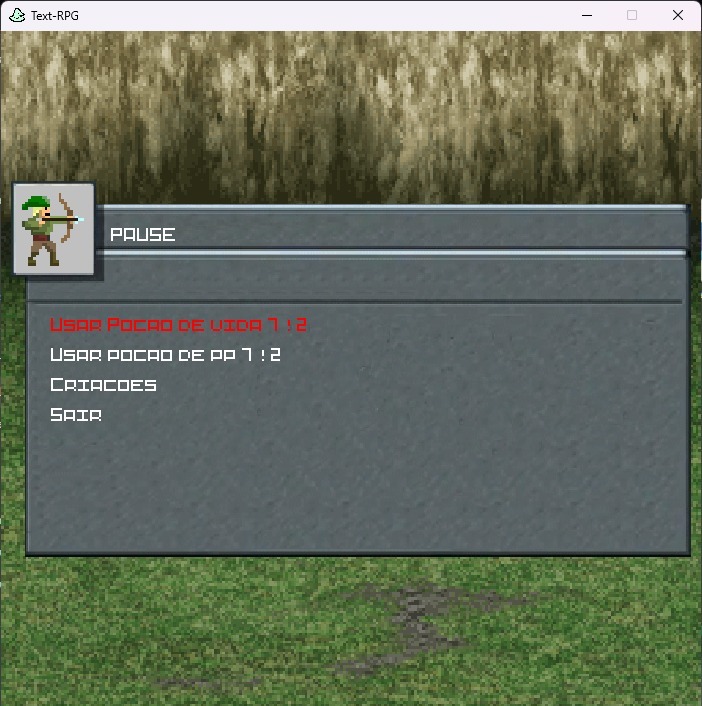 Text-RPG
PAUSE
Usar Pocao de vida 7 ! 2
Usar pocao de pp 7 ! 2
Criacoes
Sair